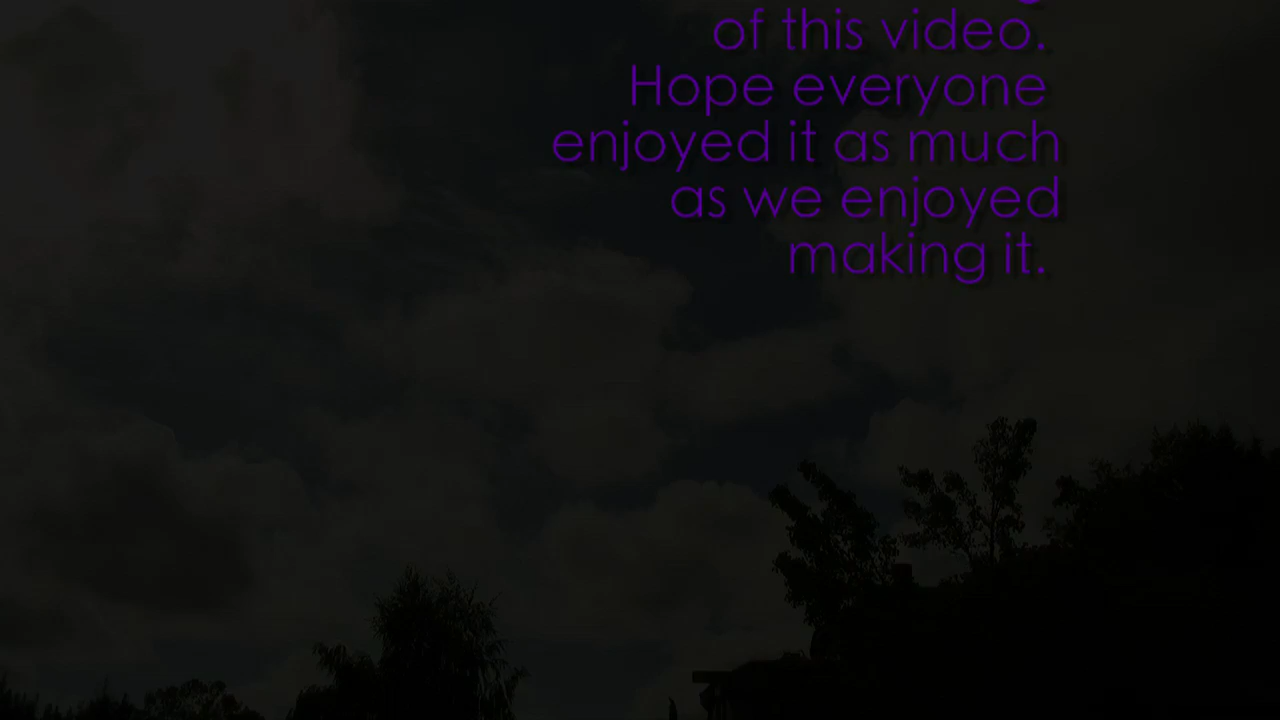 of this video.
Hope everyone
enjoyed it as much
as we enjoyed
making it.